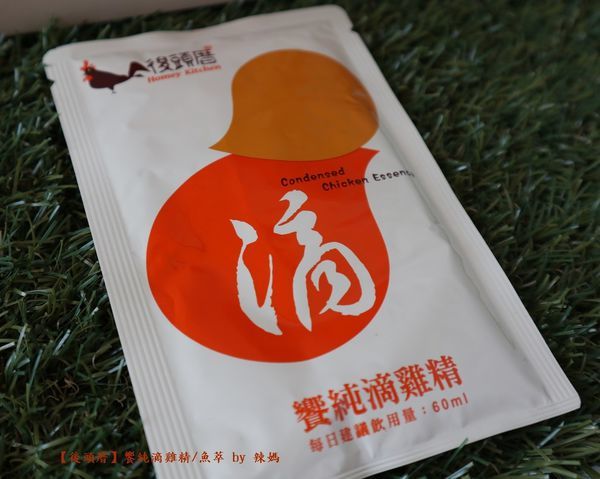 後頭厝
Homey Kitchen
Condensed
Chicken Essence
滴
饗純滴雞精
每日建議飲用量：60ml
【後頭厝】饗純滴雞精/魚萃 by 辣媽